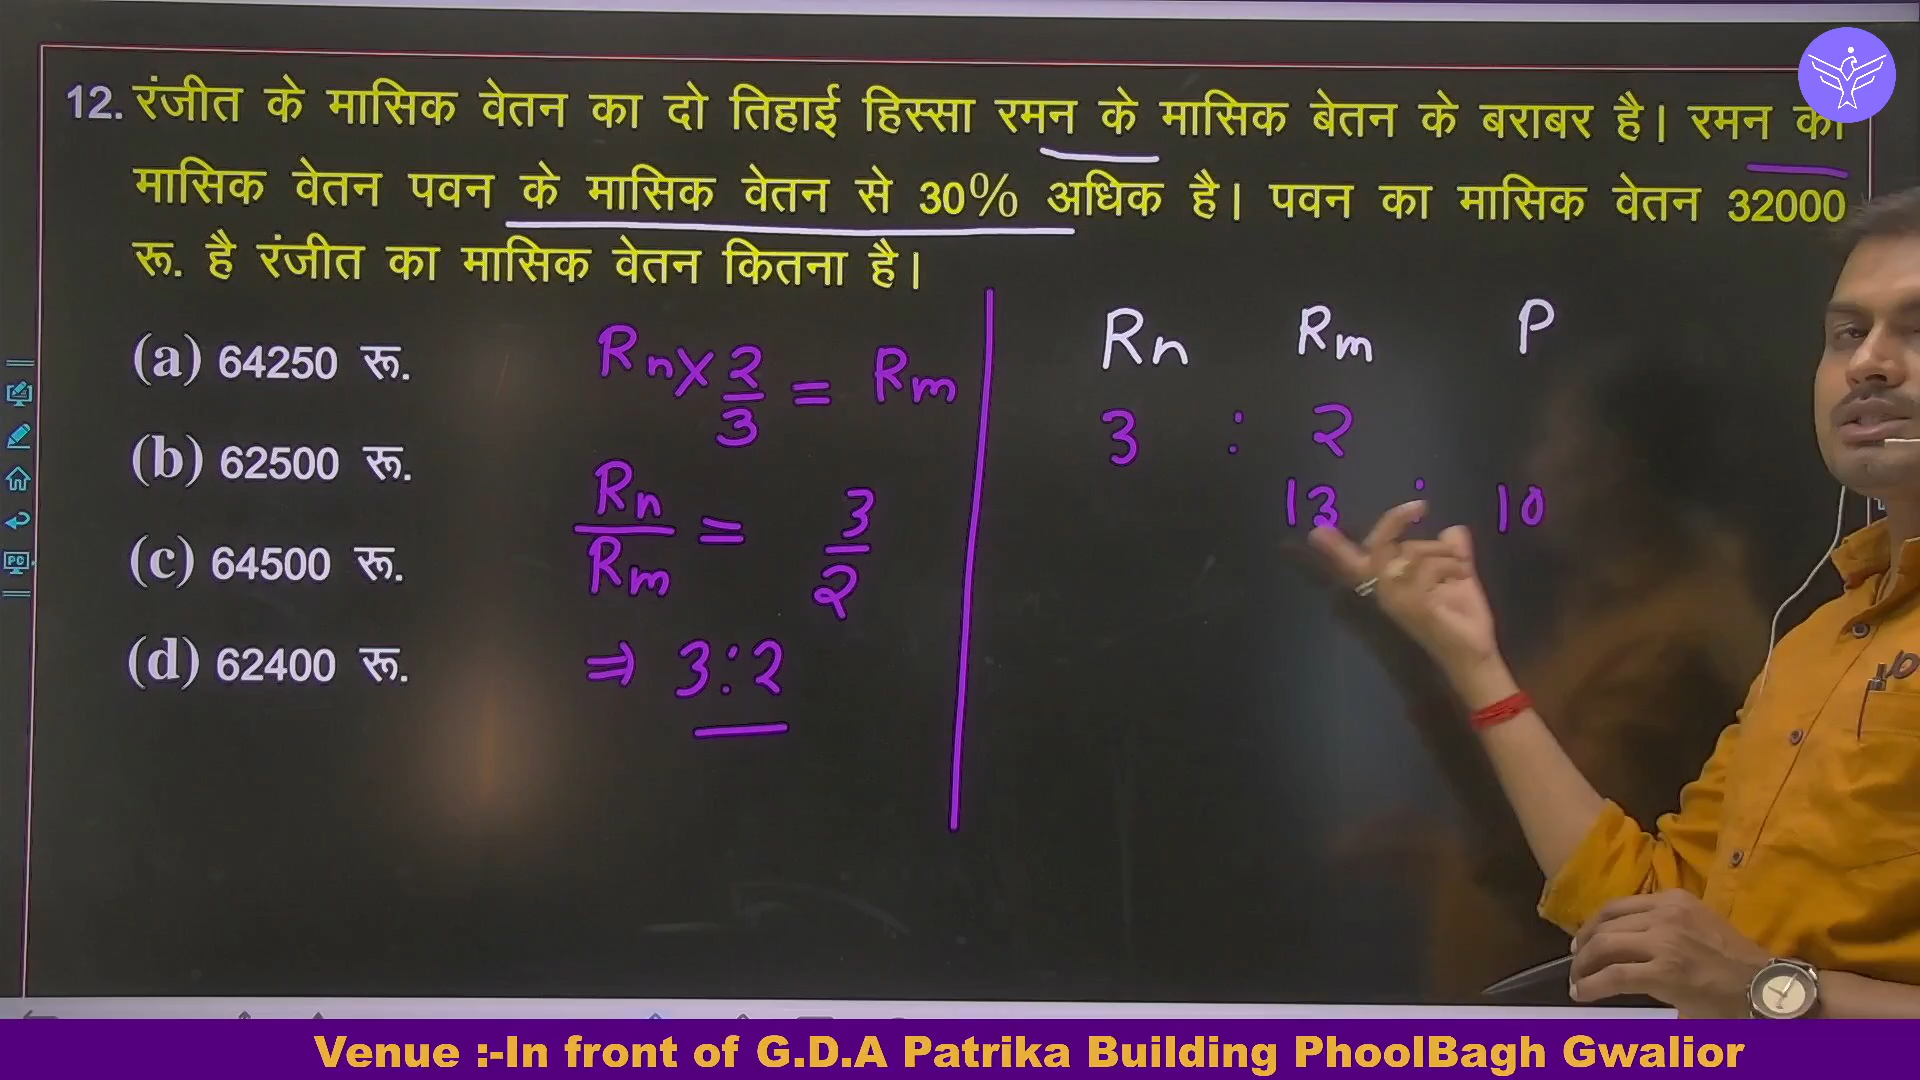 12. रंजीत के मासिक वेतन का दो तिहाई हिस्सा रमन के मासिक बेतन के बराबर है। रमन का
मासिक वेतन पवन के मासिक वेतन से 30% अधिक है। पवन का मासिक वेतन 32000
रू. है रंजीत का मासिक वेतन कितना है।
(a) 64250 रू.
(b) 62500 रू.
(c) 64500 रू.
(d) 62400 रू.
Rn × 2/3 = Rm
Rn/Rm = 3/2
⇒ 3:2
Rn Rm P
3 : 2
13 : 10
PC
Venue :-In front of G.D.A Patrika Building PhoolBagh Gwalior